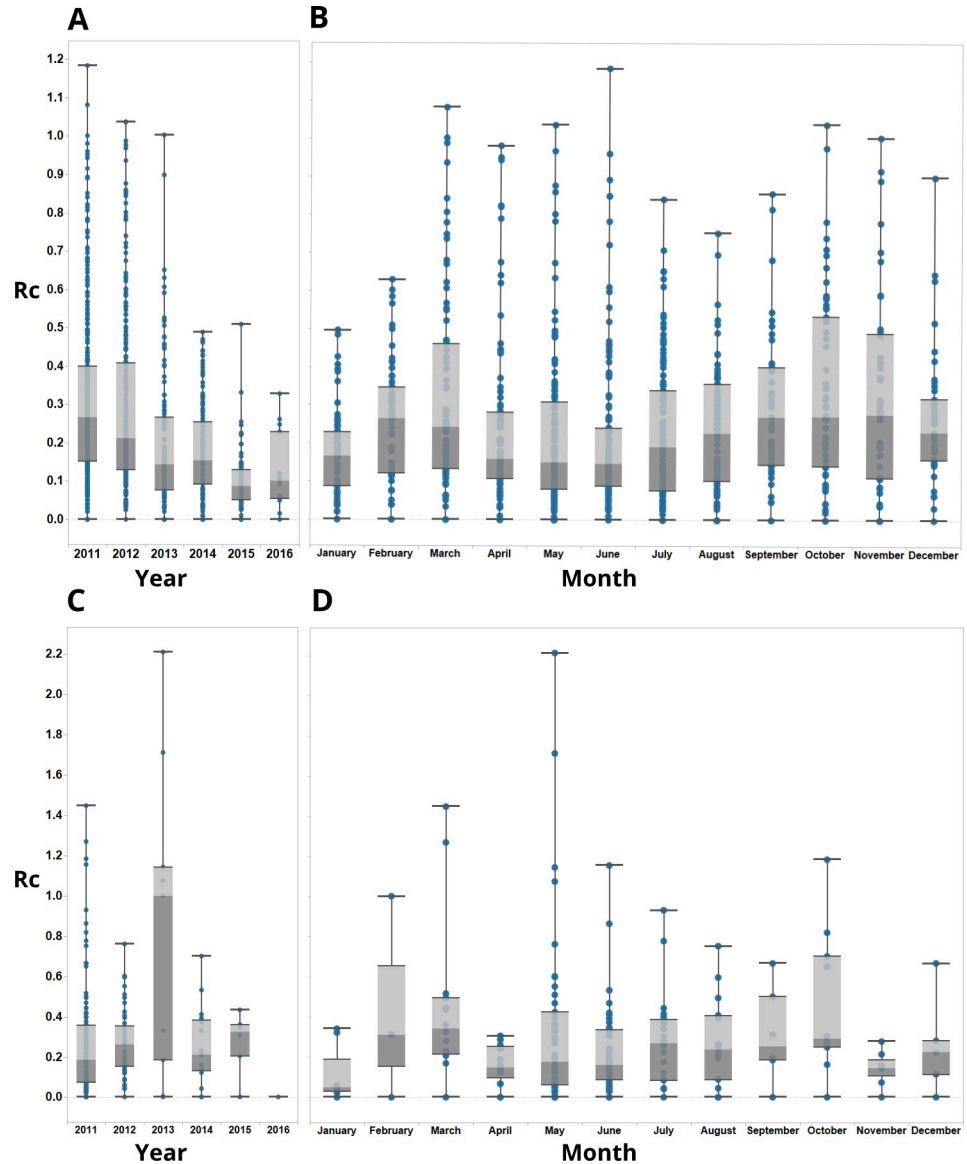 A
B
1.2
1.1
1.0
0.9
0.8
0.7
0.6
Rc
0.5
0.4
0.3
0.2
0.1
0.0
2011 2012 2013 2014 2015 2016
January February March April May June July August September October November December
Year
Month
C
D
2.2
2.0
1.8
1.6
1.4
1.2
Rc
1.0
0.8
0.6
0.4
0.2
0.0
2011 2012 2013 2014 2015 2016
January February March April May June July August September October November December
Year
Month